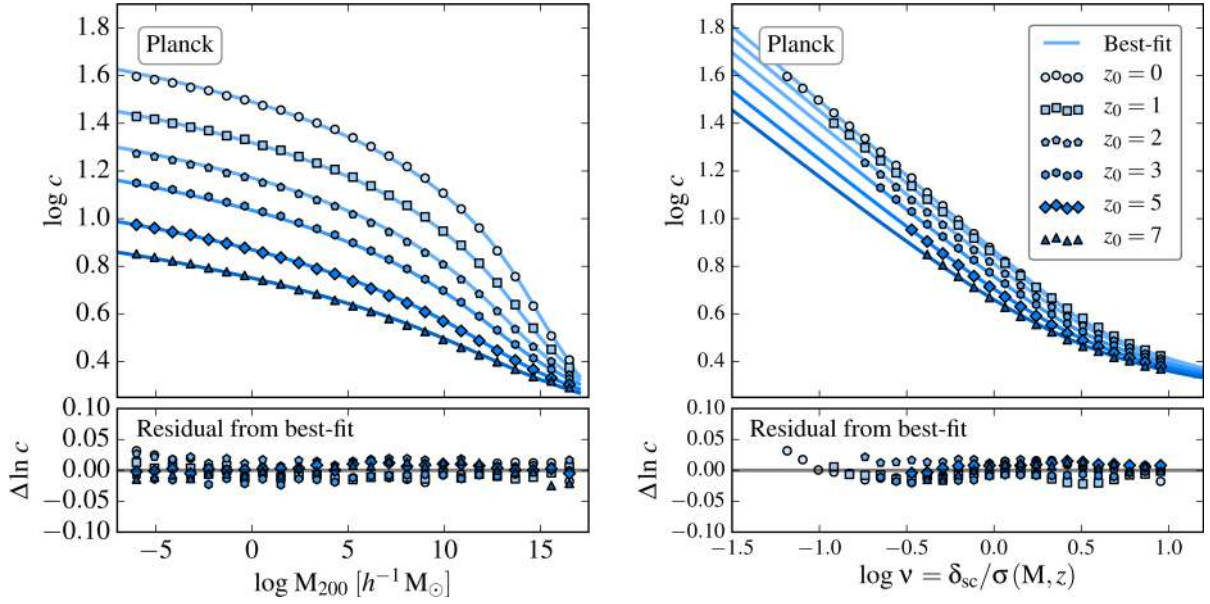 1.8
1.6
1.4
1.2
1.0
0.8
0.6
0.4
log c
Planck
0.10
0.05
0.00
−0.05
−0.10
Δ ln c
Residual from best-fit
−5
0
5
10
15
log M₂₀₀ [h⁻¹ M⊙]
1.8
1.6
1.4
1.2
1.0
0.8
0.6
0.4
log c
Planck
Best-fit
z₀ = 0
z₀ = 1
z₀ = 2
z₀ = 3
z₀ = 5
z₀ = 7
0.10
0.05
0.00
−0.05
−0.10
Δ ln c
Residual from best-fit
−1.5
−1.0
−0.5
0.0
0.5
1.0
log ν = δsc/σ(M, z)